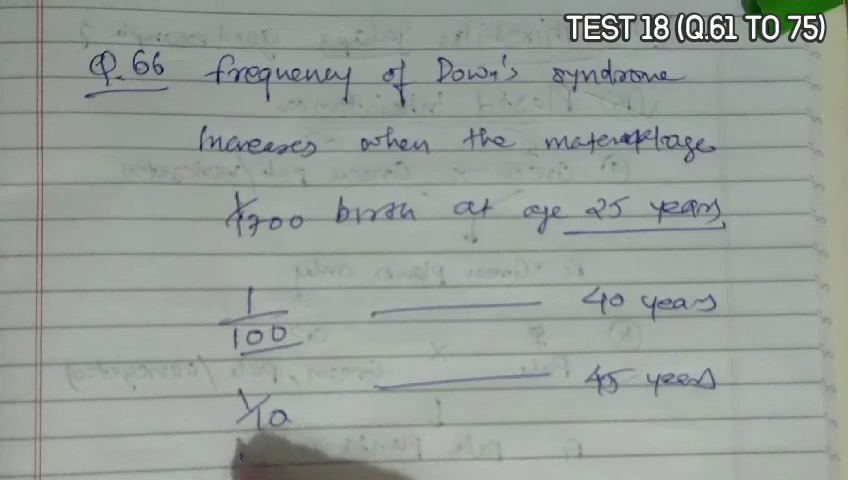 TEST 18 (Q.61 TO 75)
Q.66 frequency of Down's syndrome
Increases when the maternal age
1/1700 birth at age 25 years,
1/100 40 years
1/10 45 years